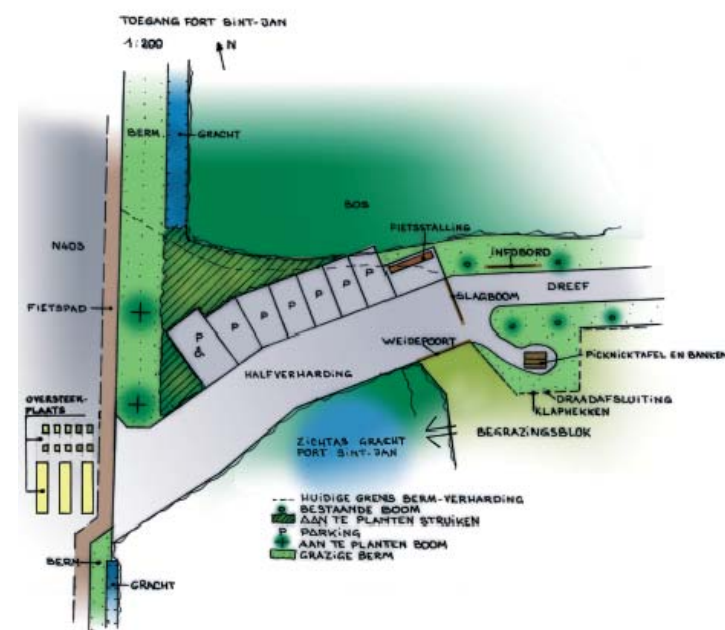 TOEGANG FORT SINT-JAN
1:200
N
BERM
GRACHT
BOS
FIETSSTALLING
INFOBORD
N403
DREEF
FIETSPAD
SLAGBOOM
P
P
P
P
P
P
P
&
WEIDEPOORT
HALFVERHARDING
PICKNICKTAFEL EN BANKEN
OVERSTEEK-
PLAATS
DRAADAFSLUITING
KLAPHEKKEN
BEGRAZINGSBLOK
ZICHTAS GRACHT
FORT SINT-JAN
HUIDIGE GRENS BERM-VERHARDING
BESTAANDE BOOM
AAN TE PLANTEN STRUIKEN
P PARKING
AAN TE PLANTEN BOOM
GRAZIGE BERM
BERM
GRACHT